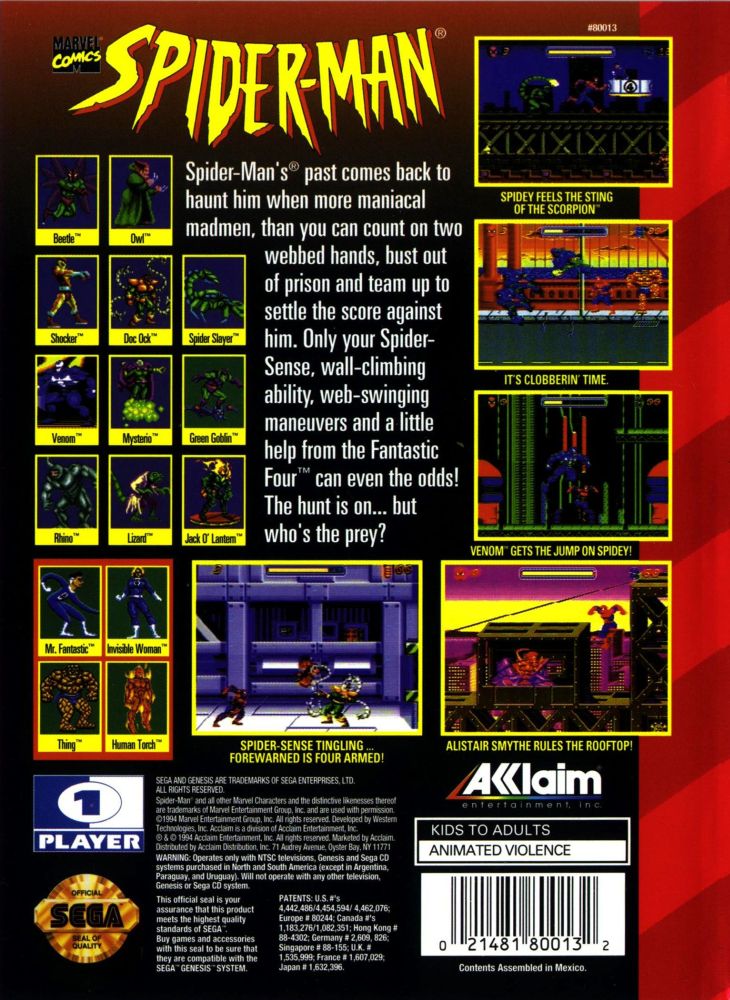 #80013
MARVEL
COMICS
SPIDER-MAN®
Spider-Man's® past comes back to
haunt him when more maniacal
madmen, than you can count on two
webbed hands, bust out
of prison and team up to
settle the score against
him. Only your Spider-
Sense, wall-climbing
ability, web-swinging
maneuvers and a little
help from the Fantastic
Four™ can even the odds!
The hunt is on... but
who's the prey?
Beetle™
Owl™
Shocker™
Doc Ock™
Spider Slayer™
Venom™
Mysterio™
Green Goblin™
Rhino™
Lizard™
Jack O' Lantern™
Mr. Fantastic™
Invisible Woman™
Thing™
Human Torch™
SPIDEY FEELS THE STING
OF THE SCORPION™
IT'S CLOBBERIN' TIME.
VENOM™ GETS THE JUMP ON SPIDEY!
SPIDER-SENSE TINGLING ...
FOREWARNED IS FOUR ARMED!
ALISTAIR SMYTHE RULES THE ROOFTOP!
1
PLAYER
SEGA AND GENESIS ARE TRADEMARKS OF SEGA ENTERPRISES, LTD.
ALL RIGHTS RESERVED.
Spider-Man® and all other Marvel Characters and the distinctive likenesses thereof
are trademarks of Marvel Entertainment Group, Inc. and are used with permission.
©1994 Marvel Entertainment Group, Inc. All rights reserved. Developed by Western
Technologies, Inc. Acclaim is a division of Acclaim Entertainment, Inc.
® & © 1994 Acclaim Entertainment, Inc. All rights reserved. Marketed by Acclaim.
Distributed by Acclaim Distribution, Inc. 71 Audrey Avenue, Oyster Bay, NY 11771
WARNING: Operates only with NTSC televisions, Genesis and Sega CD
systems purchased in North and South America (except in Argentina,
Paraguay, and Uruguay). Will not operate with any other television,
Genesis or Sega CD system.
OFFICIAL
SEGA
SEAL OF
QUALITY
This official seal is your
assurance that this product
meets the highest quality
standards of SEGA™.
Buy games and accessories
with this seal to be sure that
they are compatible with the
SEGA™ GENESIS™ SYSTEM.
PATENTS: U.S. #'s
4,442,486/4,454,594/ 4,462,076;
Europe # 80244; Canada #'s
1,183,276/1,082,351; Hong Kong #
88-4302; Germany # 2,609, 826;
Singapore # 88-155; U.K. #
1,535,999; France # 1,607,029;
Japan # 1,632,396.
AKKlaim
entertainment, inc.
KIDS TO ADULTS
ANIMATED VIOLENCE
0 21481 80013 2
Contents Assembled in Mexico.